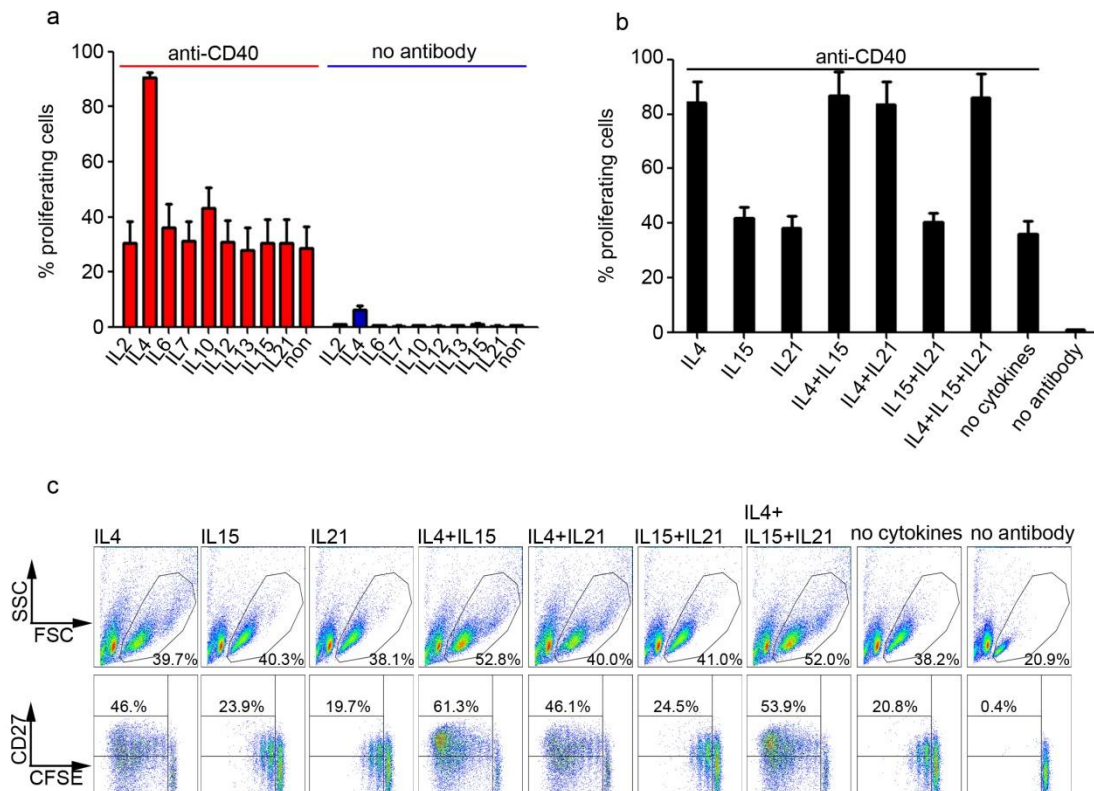 a
anti-CD40 no antibody
% proliferating cells
100
80
60
40
20
0
IL2 IL4 IL6 IL7 IL10 IL12 IL13 IL15 IL21 non IL2 IL4 IL6 IL7 IL10 IL12 IL13 IL15 IL21 non
b
anti-CD40
% proliferating cells
100
80
60
40
20
0
IL4 IL15 IL21 IL4+IL15 IL4+IL21 IL15+IL21 IL4+IL15+IL21 no cytokines no antibody
c
IL4 IL15 IL21 IL4+IL15 IL4+IL21 IL15+IL21 IL4+
IL15+IL21 no cytokines no antibody
SSC
FSC
39.7% 40.3% 38.1% 52.8% 40.0% 41.0% 52.0% 38.2% 20.9%
46.% 23.9% 19.7% 61.3% 46.1% 24.5% 53.9% 20.8% 0.4%
CD27
CFSE